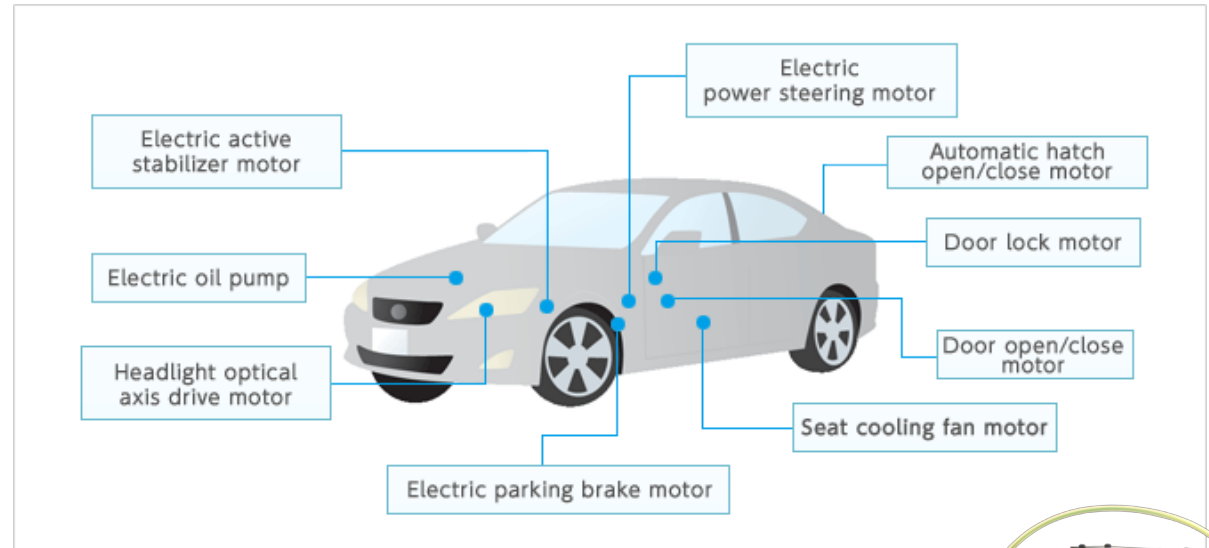 Electric
power steering motor
Electric active
stabilizer motor
Automatic hatch
open/close motor
Door lock motor
Electric oil pump
Door open/close
motor
Headlight optical
axis drive motor
Seat cooling fan motor
Electric parking brake motor